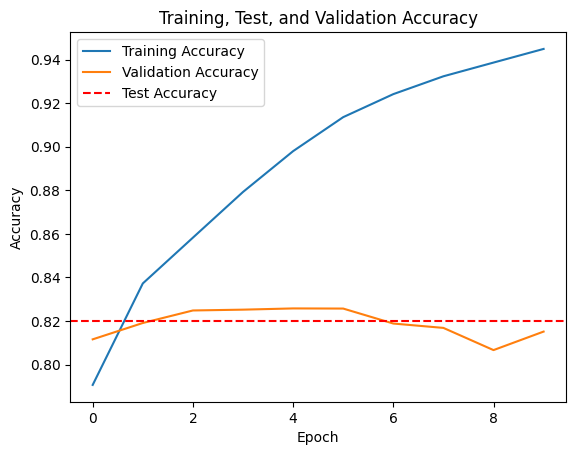 Training, Test, and Validation Accuracy
Training Accuracy
Validation Accuracy
Test Accuracy
0.94
0.92
0.90
0.88
0.86
0.84
0.82
0.80
Accuracy
0 2 4 6 8
Epoch